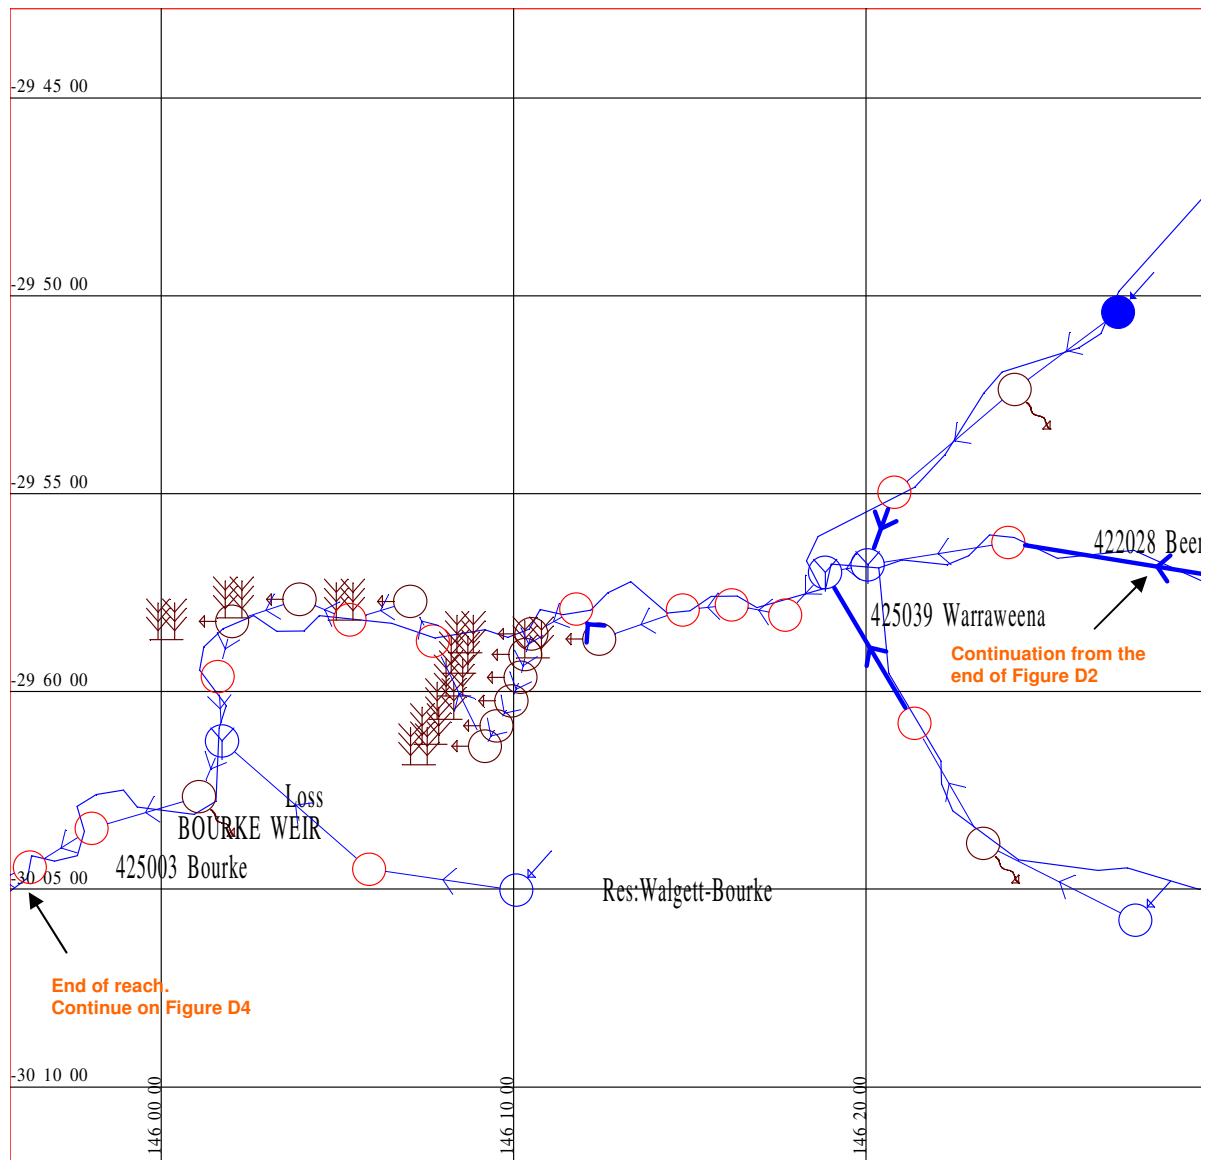 -29 45 00
-29 50 00
-29 55 00
422028 Beer
425039 Warraweena
Continuation from the
end of Figure D2
-29 60 00
Loss
BOURKE WEIR
425003 Bourke
-30 05 00
Res:Walgett-Bourke
End of reach.
Continue on Figure D4
-30 10 00
146 00 00
146 10 00
146 20 00